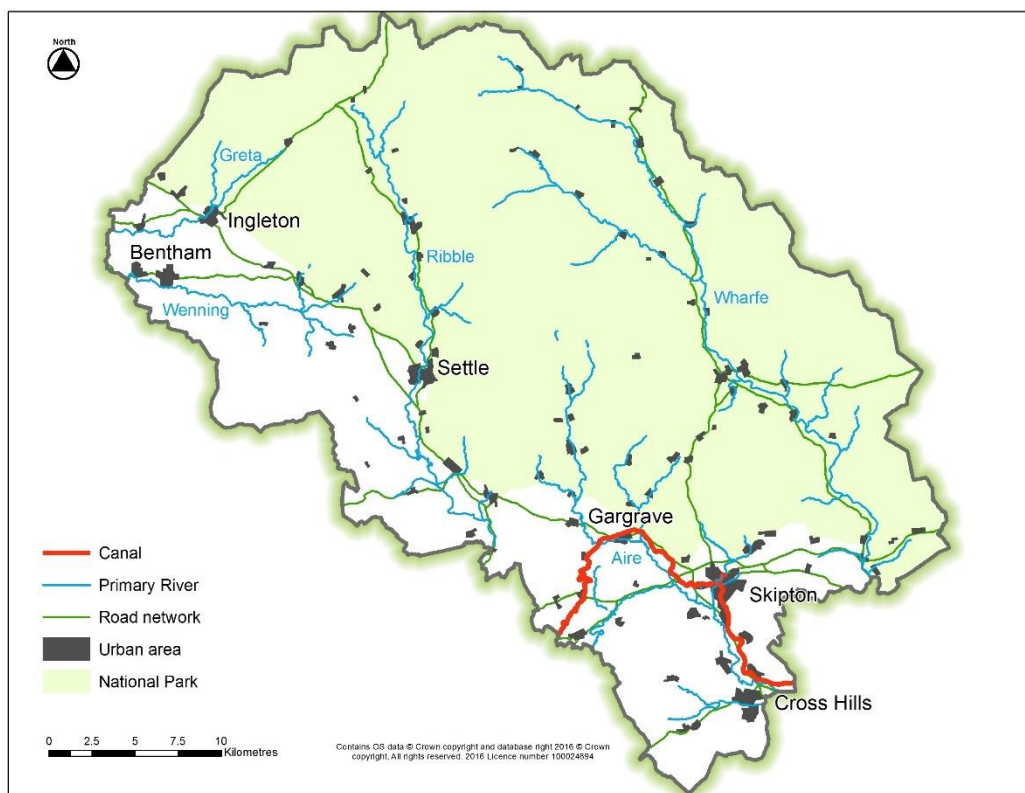 North
Greta
Ingleton
Bentham
Ribble
Wenning
Wharfe
Settle
Gargrave
Aire
Skipton
Cross Hills
Canal
Primary River
Road network
Urban area
National Park
0 2.5 5 7.5 10
Kilometres
Contains OS data © Crown copyright and database right 2016 © Crown
copyright, All rights reserved. 2016 Licence number 100024694